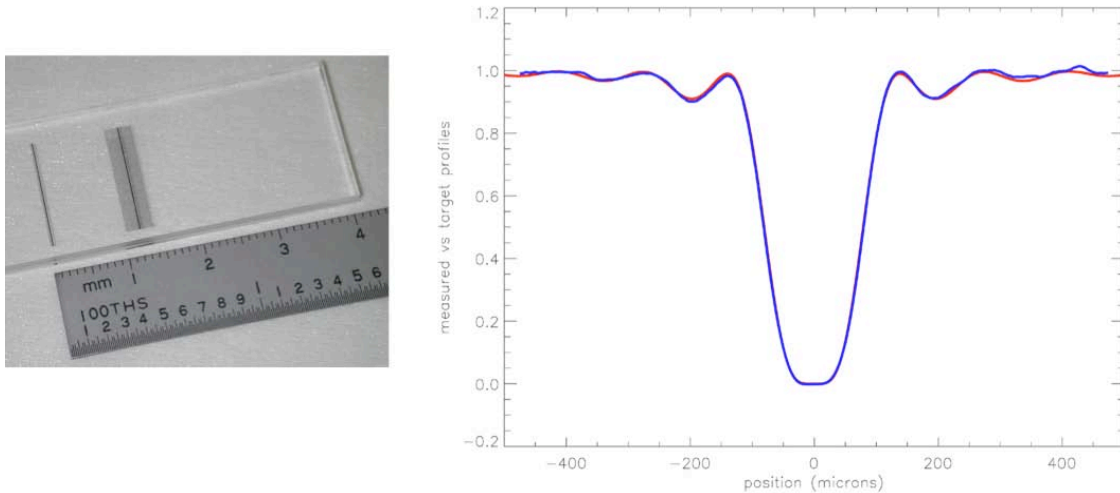 1 2 3 4
mm
100THS
1 2 3 4 5 6 7 8 9 1 1 2 3 4 5 6
1.2
1.0
0.8
0.6
0.4
0.2
0.0
−0.2
measured vs target profiles
−400 −200 0 200 400
position (microns)